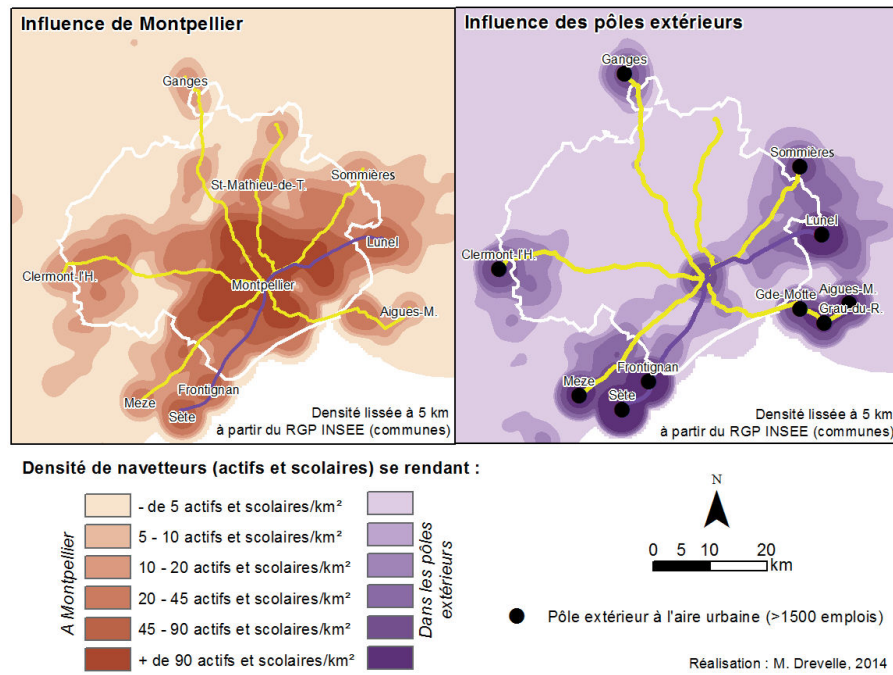 Influence de Montpellier
Ganges
St-Mathieu-de-T.
Sommières
Lunel
Clermont-l'H.
Montpellier
Aigues-M.
Frontignan
Meze
Sète
Densité lissée à 5 km
à partir du RGP INSEE (communes)
Influence des pôles extérieurs
Ganges
Sommières
Lunel
Clermont-l'H.
Gde-Motte
Aigues-M.
Grau-du-R.
Frontignan
Meze
Sète
Densité lissée à 5 km
à partir du RGP INSEE (communes)
Densité de navetteurs (actifs et scolaires) se rendant :
A Montpellier
- de 5 actifs et scolaires/km²
5 - 10 actifs et scolaires/km²
10 - 20 actifs et scolaires/km²
20 - 45 actifs et scolaires/km²
45 - 90 actifs et scolaires/km²
+ de 90 actifs et scolaires/km²
Dans les pôles
extérieurs
N
0 5 10 20
km
Pôle extérieur à l'aire urbaine (>1500 emplois)
Réalisation : M. Drevelle, 2014